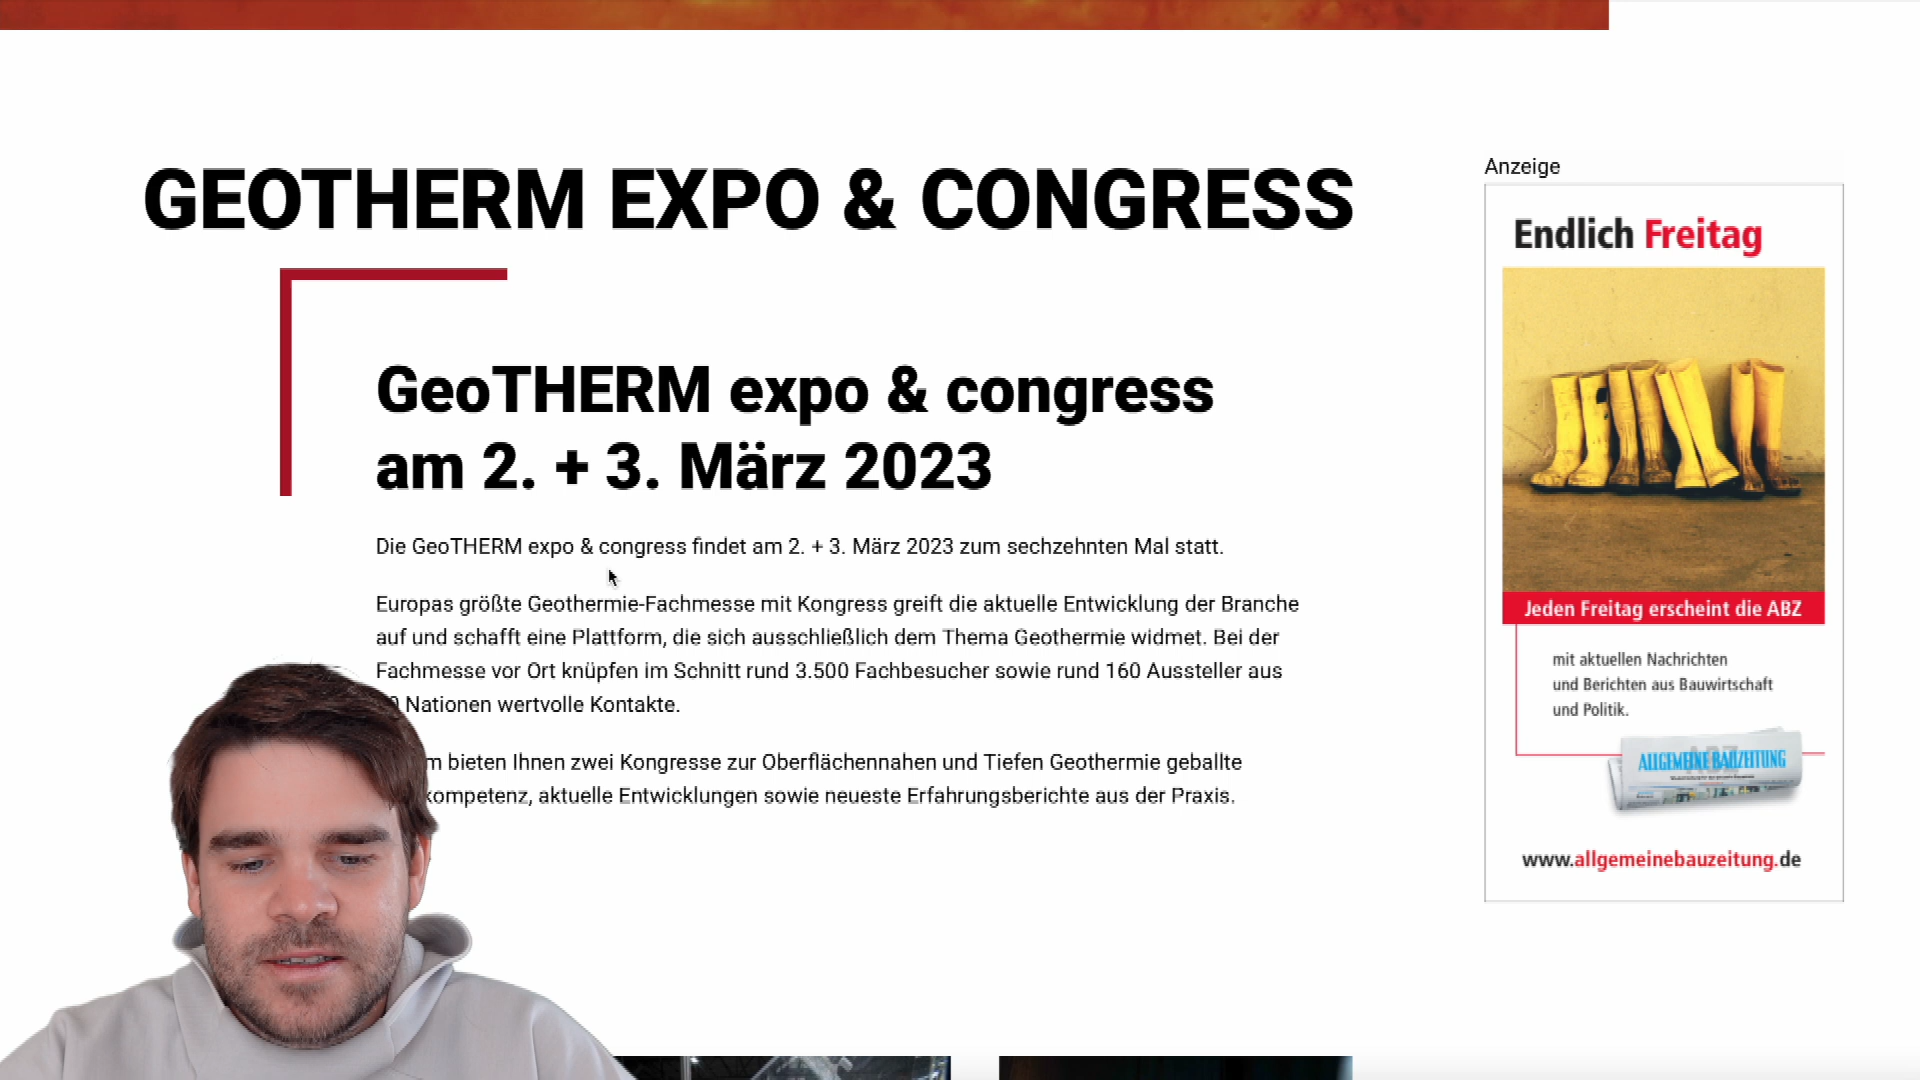 GEOTHERM EXPO & CONGRESS
GeoTHERM expo & congress
am 2. + 3. März 2023
Die GeoTHERM expo & congress findet am 2. + 3. März 2023 zum sechzehnten Mal statt.
Europas größte Geothermie-Fachmesse mit Kongress greift die aktuelle Entwicklung der Branche
auf und schafft eine Plattform, die sich ausschließlich dem Thema Geothermie widmet. Bei der
Fachmesse vor Ort knüpfen im Schnitt rund 3.500 Fachbesucher sowie rund 160 Aussteller aus
Nationen wertvolle Kontakte.
bieten Ihnen zwei Kongresse zur Oberflächennahen und Tiefen Geothermie geballte
kompetenz, aktuelle Entwicklungen sowie neueste Erfahrungsberichte aus der Praxis.
Anzeige
Endlich Freitag
Jeden Freitag erscheint die ABZ
mit aktuellen Nachrichten
und Berichten aus Bauwirtschaft
und Politik.
ALLGEMEINE BAUZEITUNG
www.allgemeinebauzeitung.de